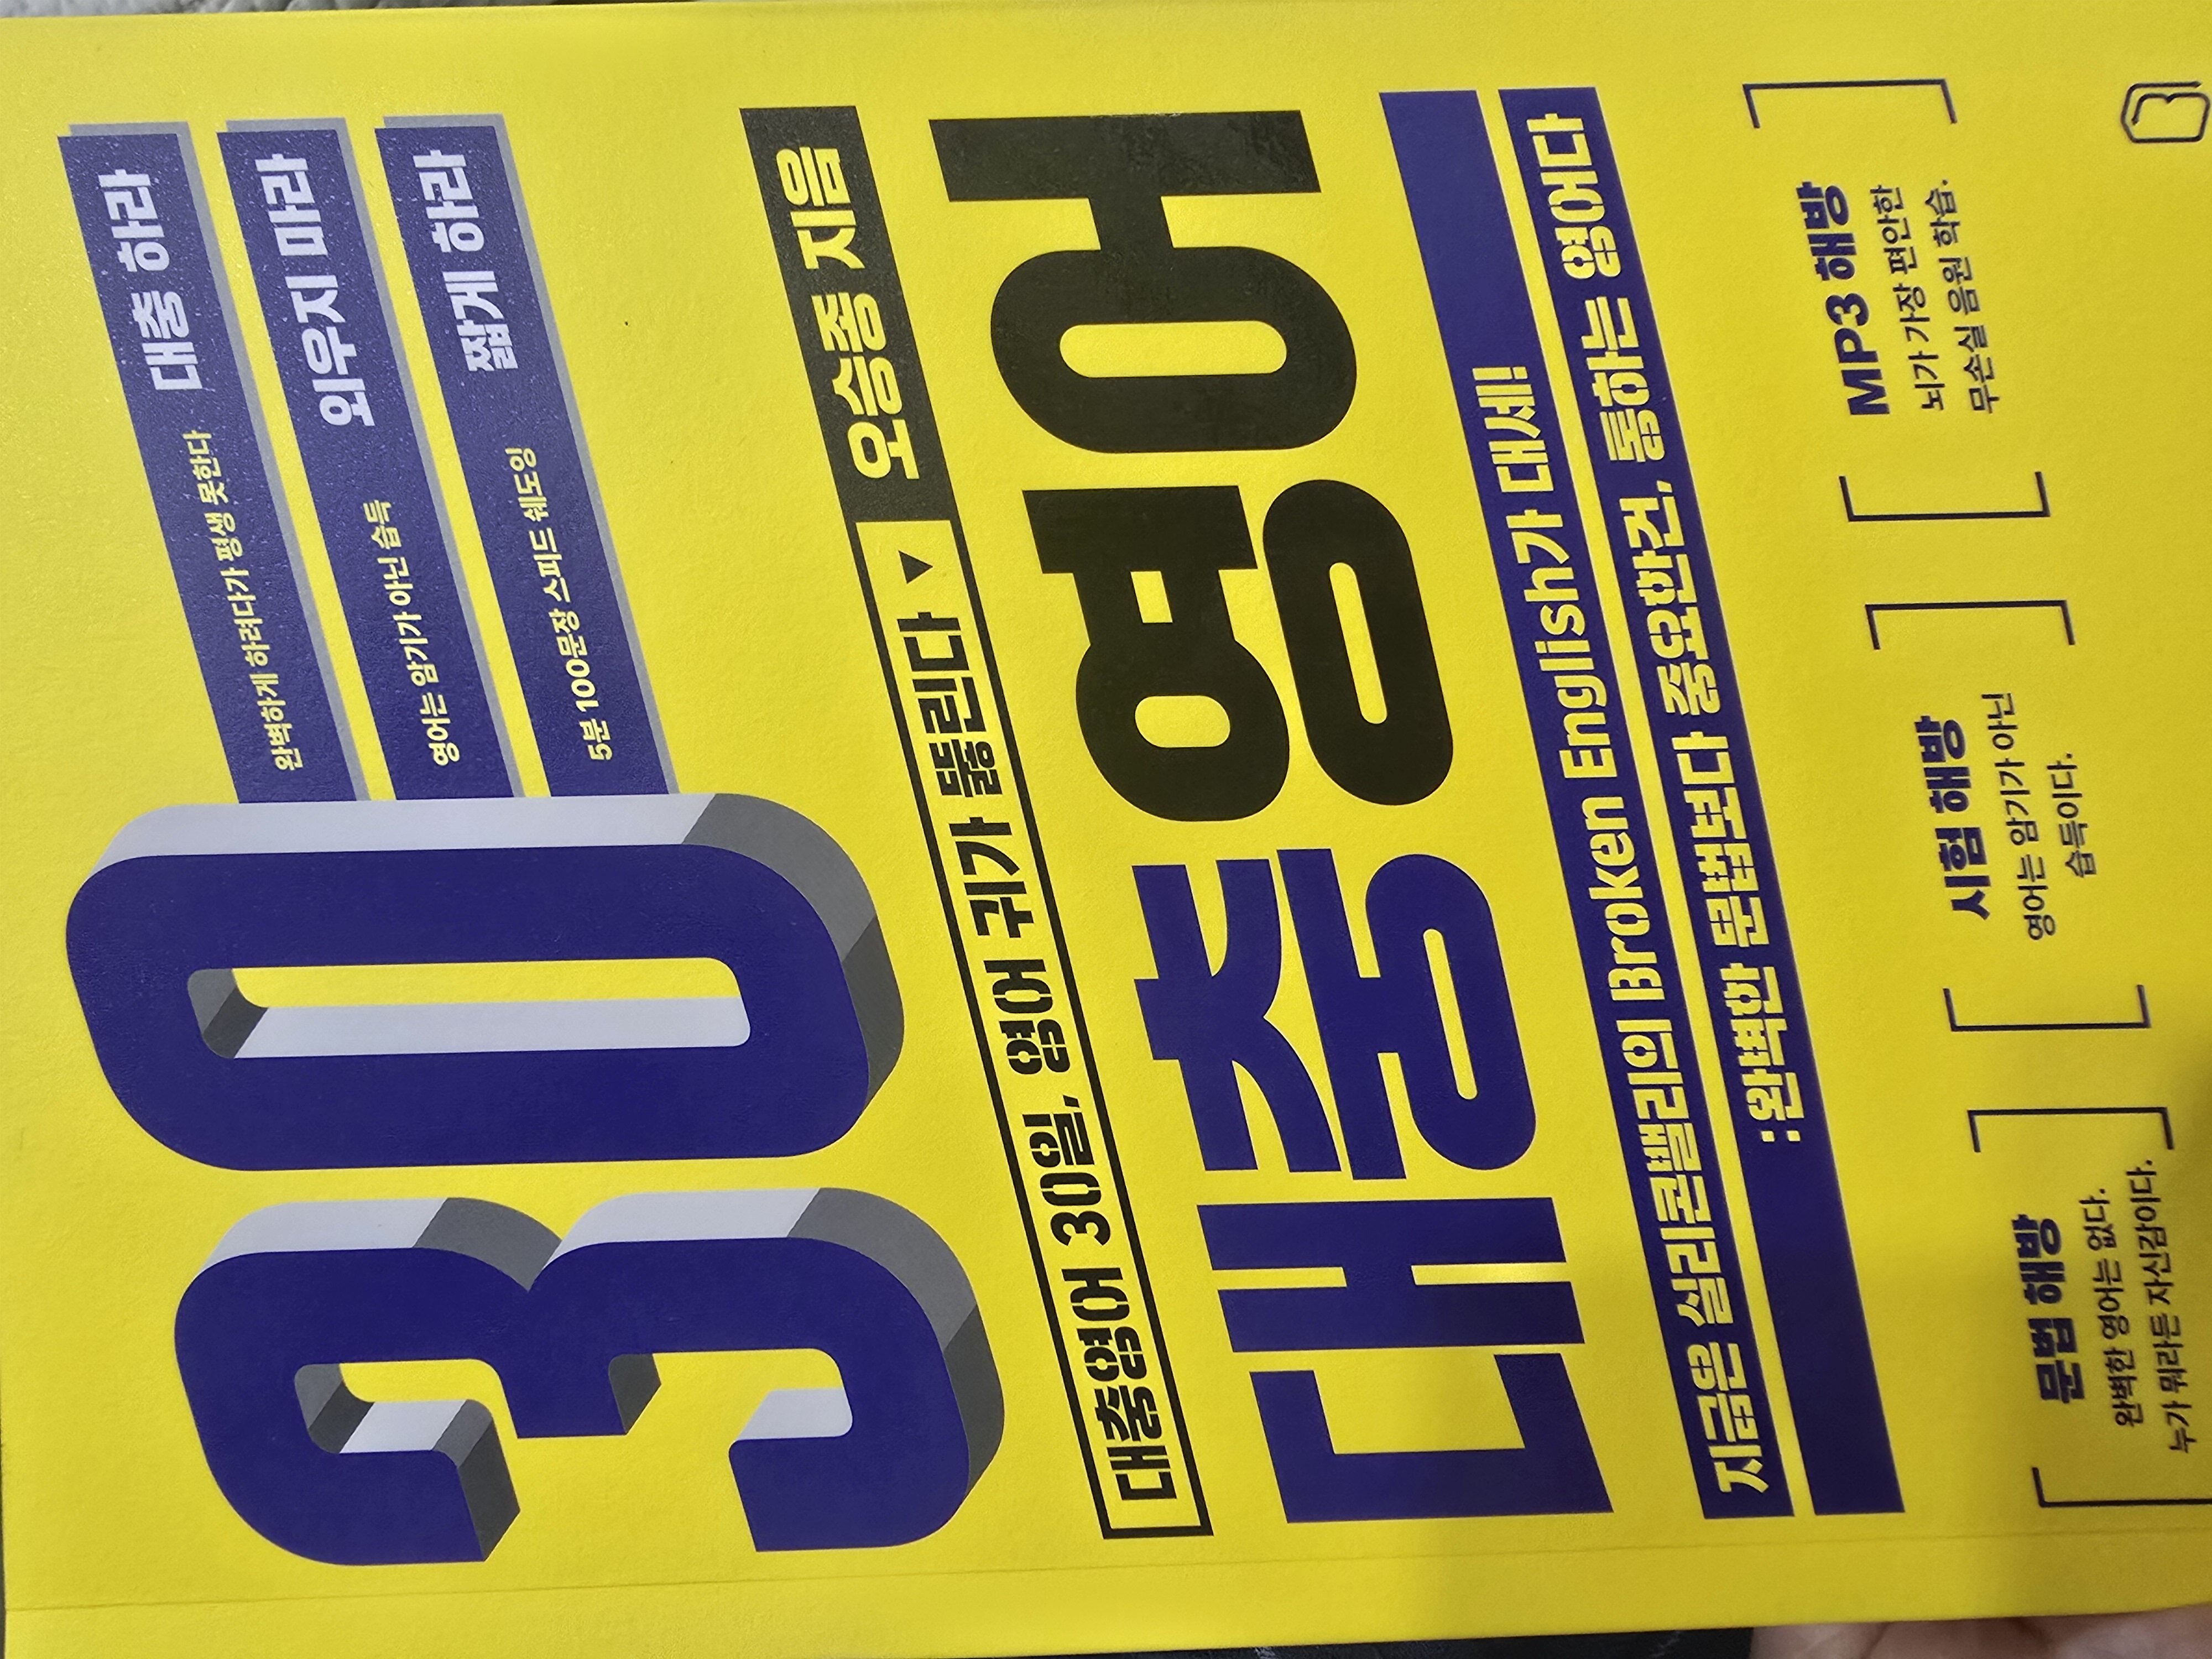 30
완벽하게 하려다가 평생 못한다 대충 하라
영어는 암기가 아닌 습득 외우지 마라
5분 100문장 스피드 쉐도잉 짧게 하라
대충영어 30일, 영어 귀가 뚫린다 ▼ 오승종 지음
대충영어
지금은 실리콘밸리의 Broken English가 대세!
:완벽한 문법보다 중요한건, 통하는 영어다
문법 해방
완벽한 영어는 없다.
누가 뭐라든 자신감이다.
시험 해방
영어는 암기가 아닌
습득이다.
MP3 해방
뇌가 가장 편안한
무손실 음원 학습.